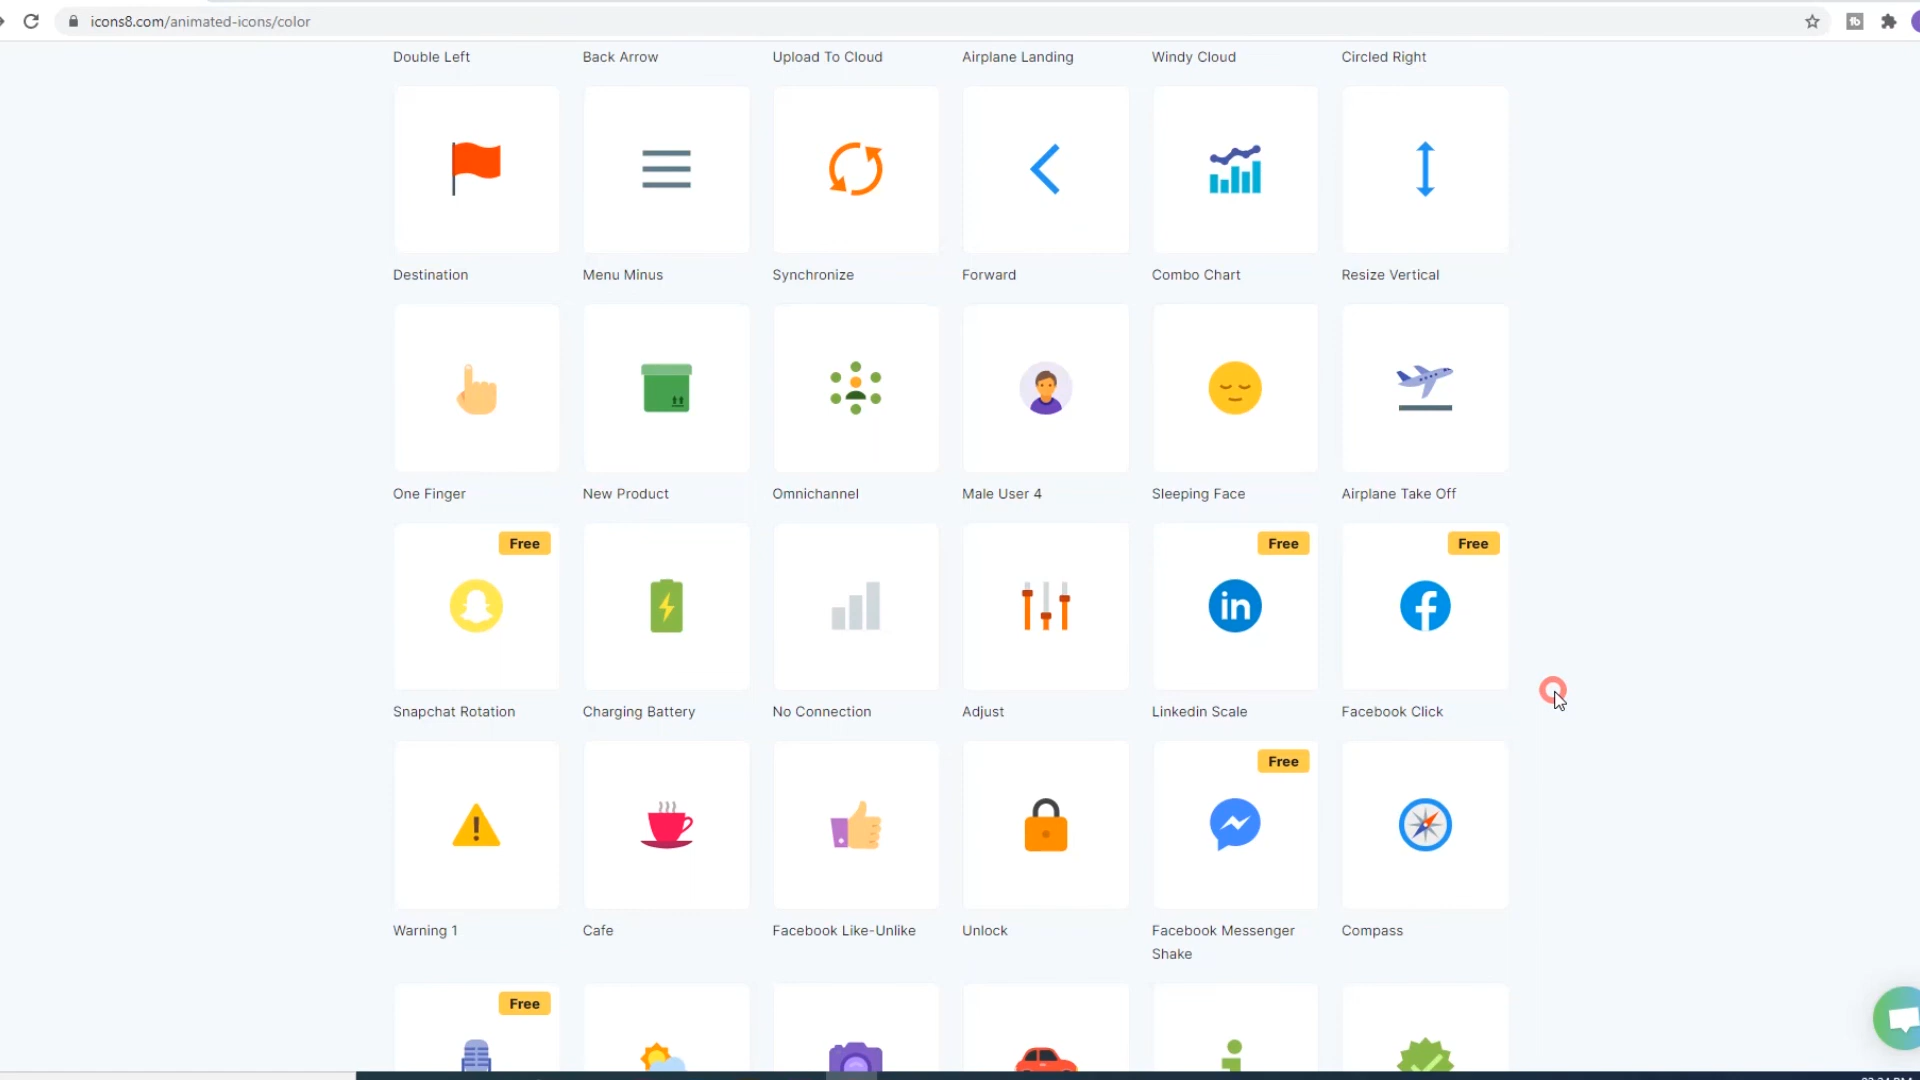 icons8.com/animated-icons/color
Double Left
Back Arrow
Upload To Cloud
Airplane Landing
Windy Cloud
Circled Right
Destination
Menu Minus
Synchronize
Forward
Combo Chart
Resize Vertical
One Finger
New Product
Omnichannel
Male User 4
Sleeping Face
Airplane Take Off
Free
Free
Free
in
Snapchat Rotation
Charging Battery
No Connection
Adjust
Linkedin Scale
Facebook Click
Free
Warning 1
Cafe
Facebook Like-Unlike
Unlock
Facebook Messenger
Shake
Compass
Free